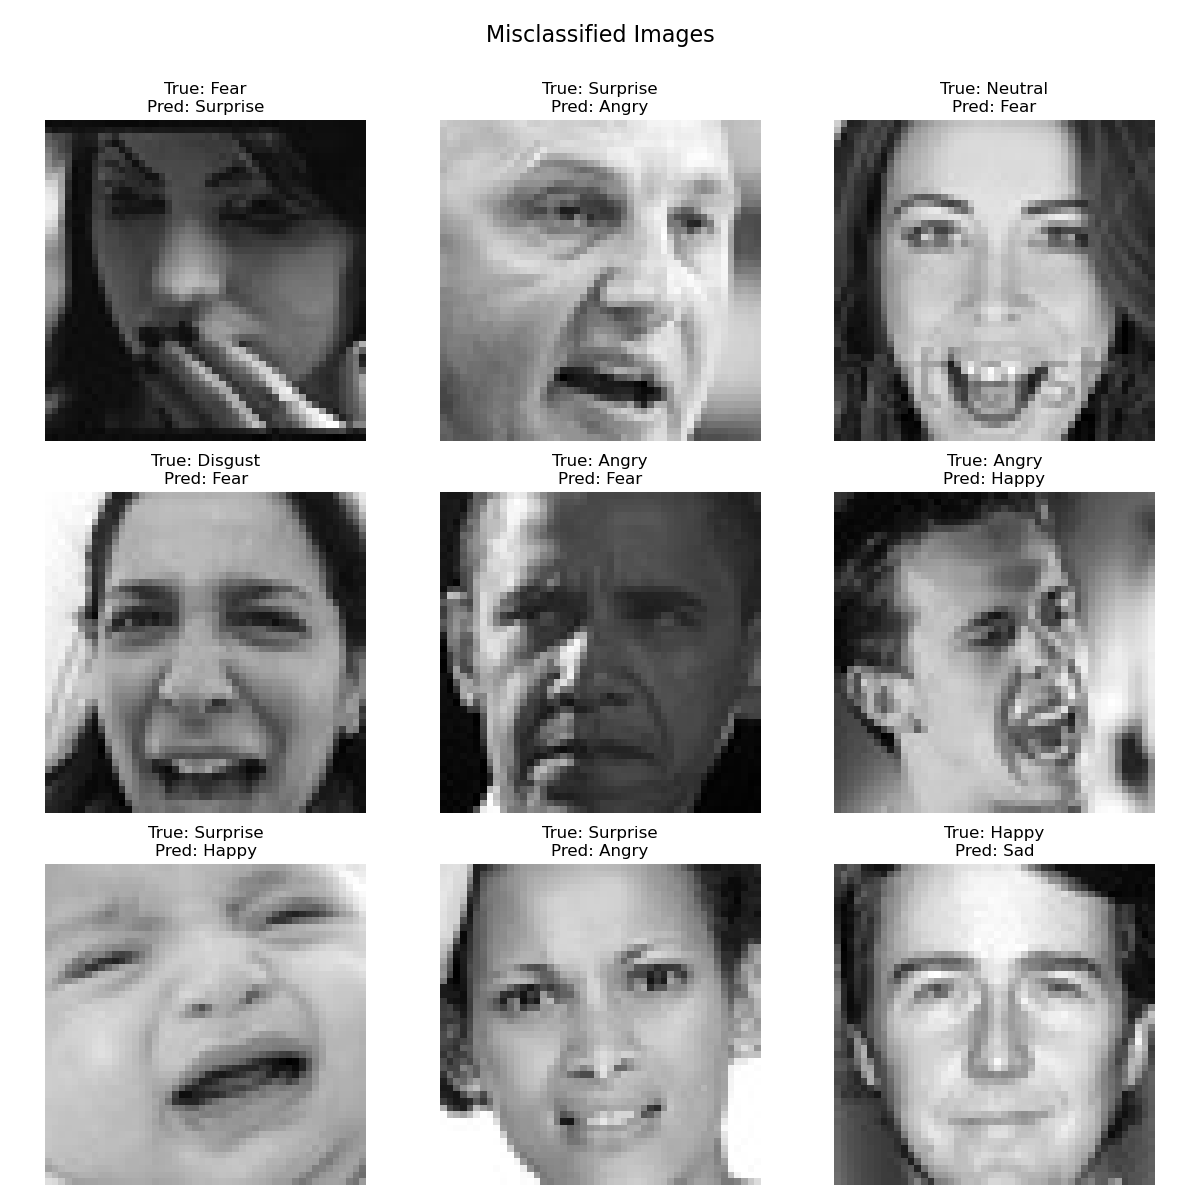 Misclassified Images
True: Fear
Pred: Surprise
True: Surprise
Pred: Angry
True: Neutral
Pred: Fear
True: Disgust
Pred: Fear
True: Angry
Pred: Fear
True: Angry
Pred: Happy
True: Surprise
Pred: Happy
True: Surprise
Pred: Angry
True: Happy
Pred: Sad